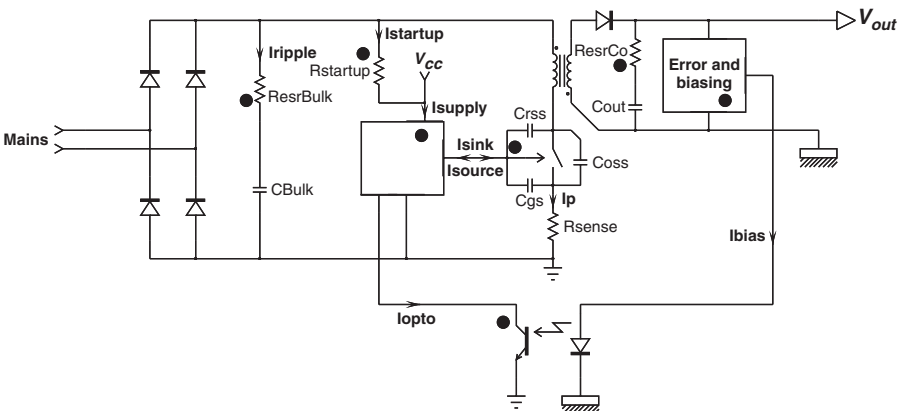 Vout
Istartup
Iripple
Rstartup
VCC
ResrCo
Error and
biasing
ResrBulk
Isupply
Crss
Cout
Mains
Isink
Isource
Coss
CBulk
Cgs
Ip
Rsense
Ibias
Iopto